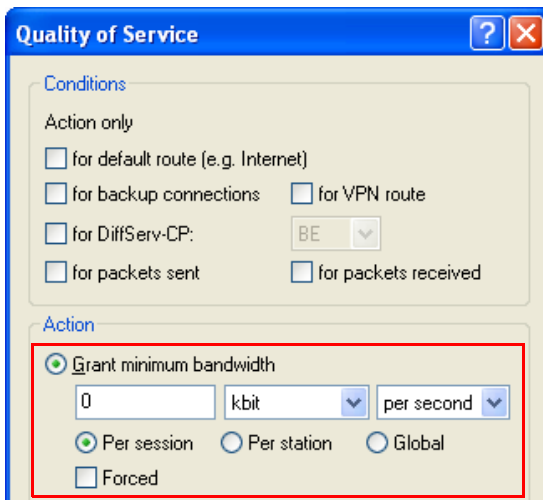 Quality of Service
Conditions
Action only
for default route (e.g. Internet)
for backup connections for VPN route
for DiffServ-CP: BE
for packets sent for packets received
Action
Grant minimum bandwidth
0 kbit per second
Per session Per station Global
Forced